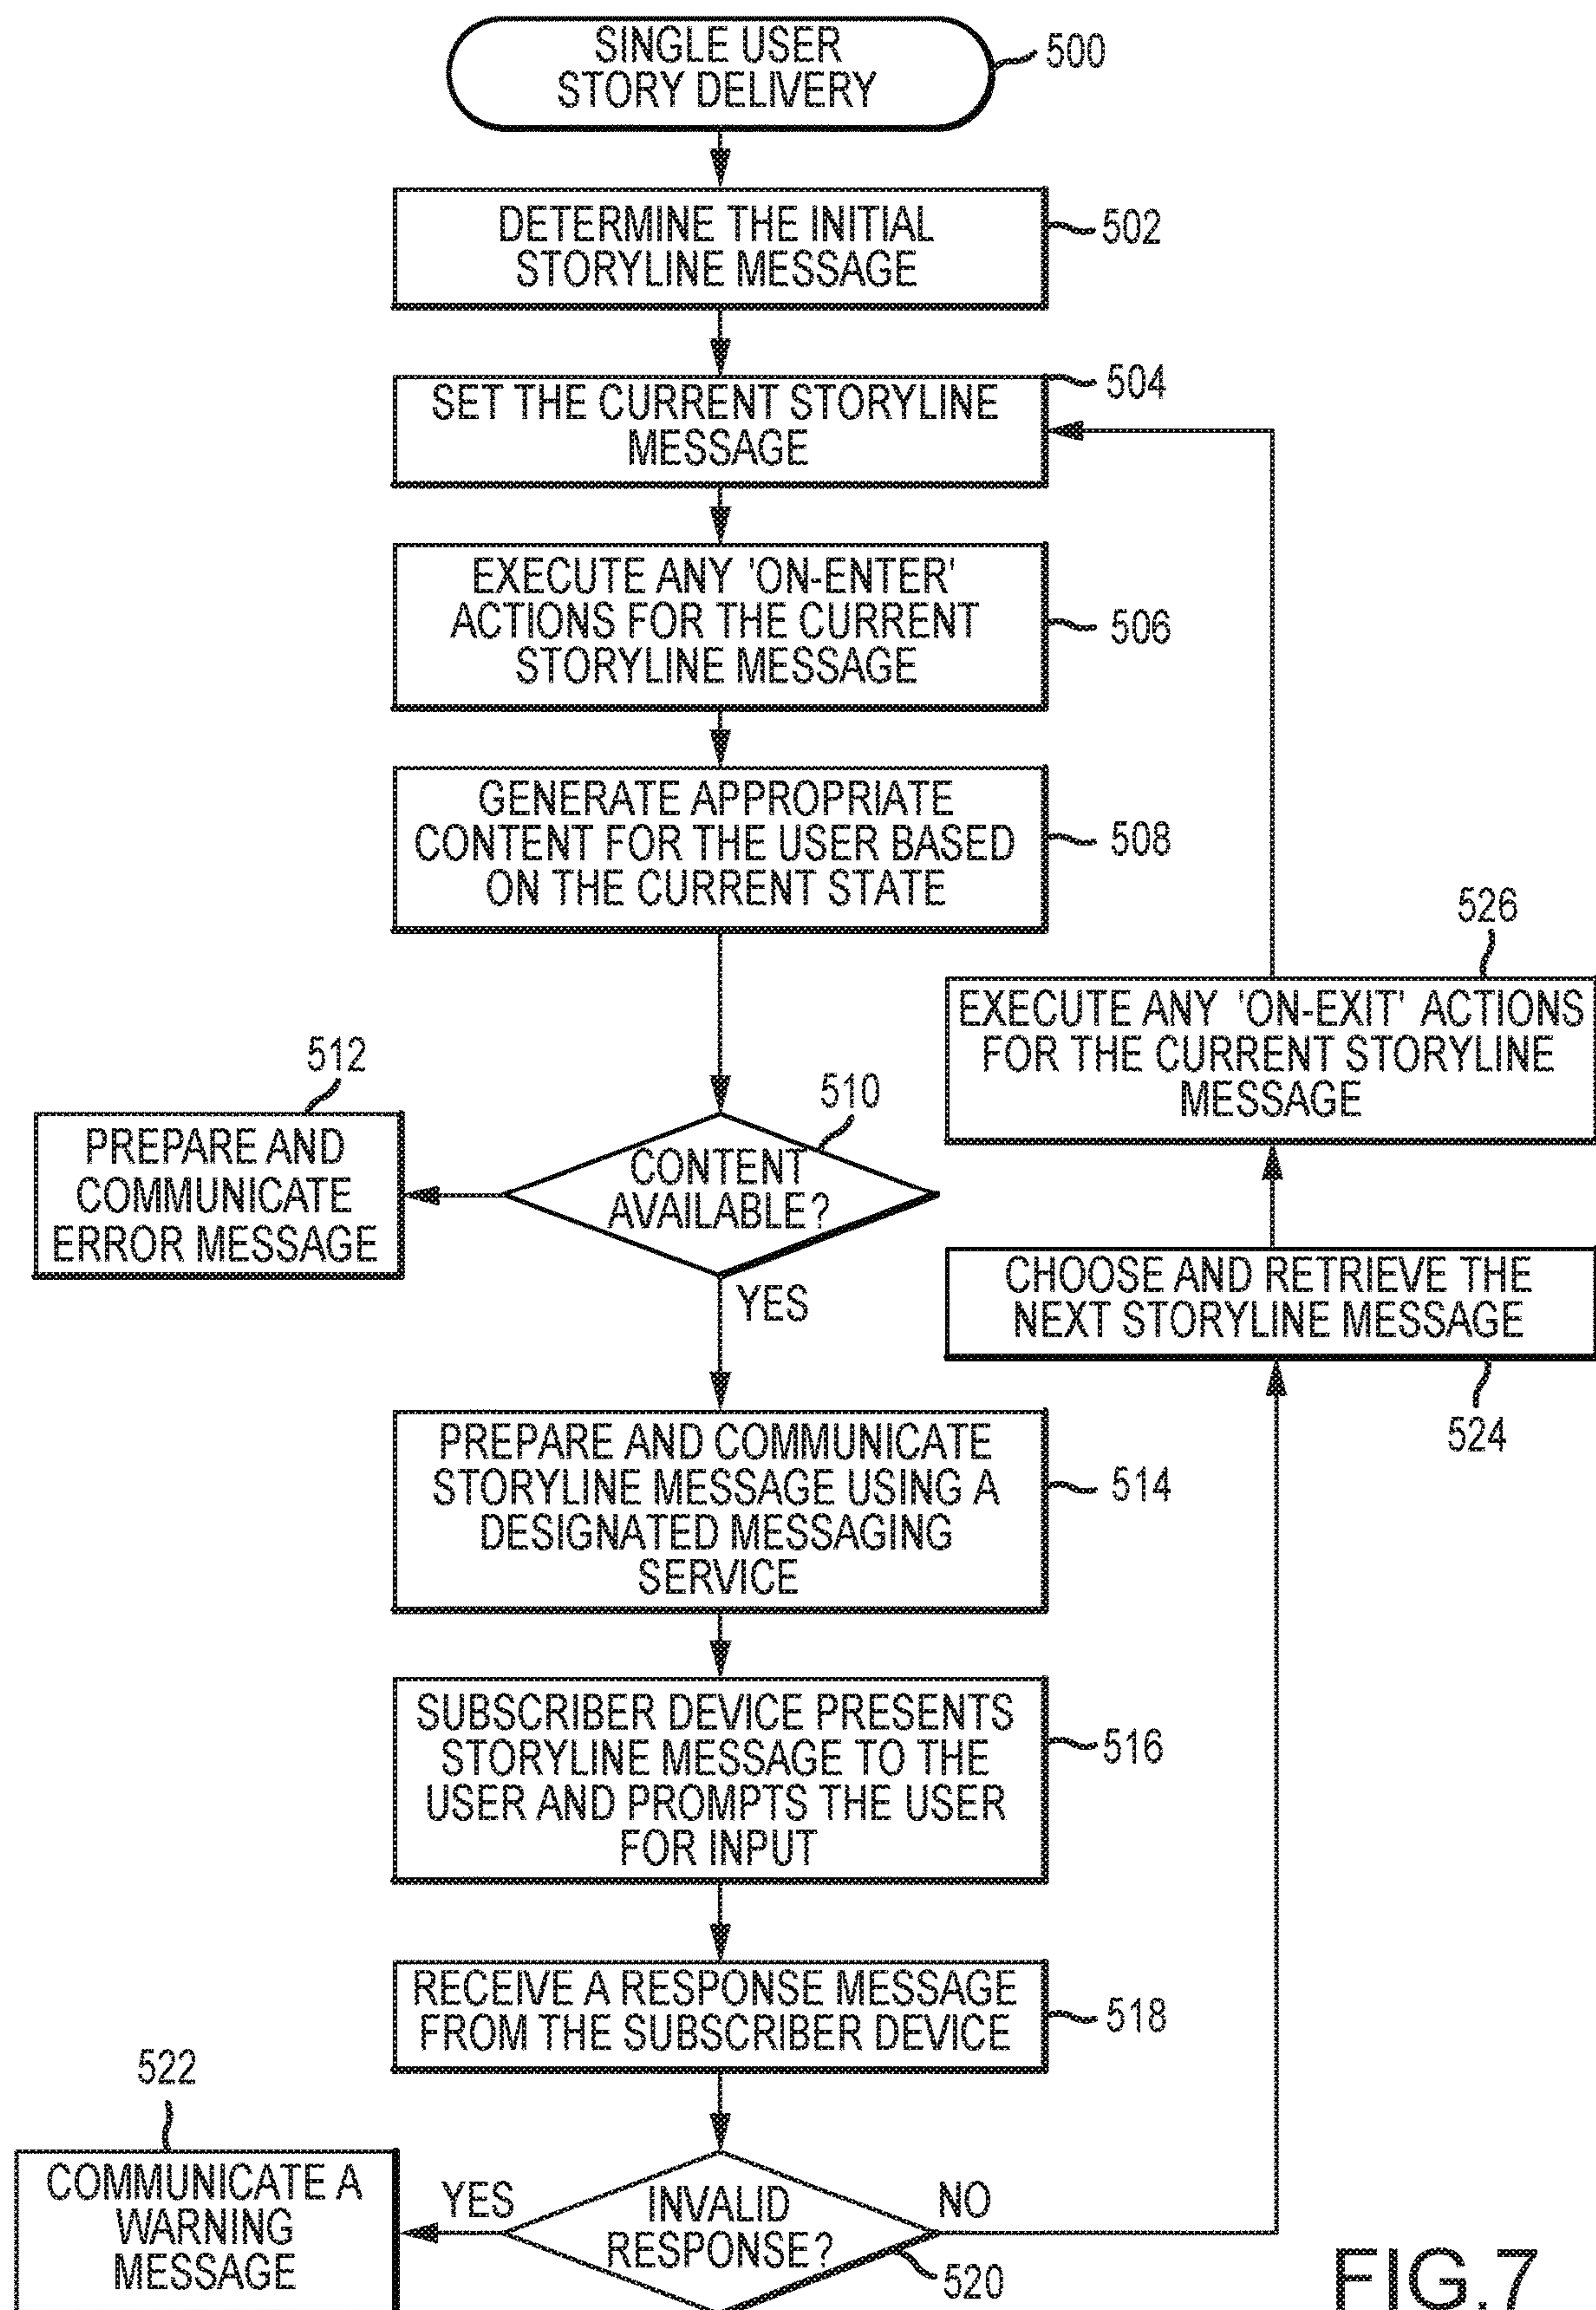 SINGLE USER
STORY DELIVERY
500
DETERMINE THE INITIAL
STORYLINE MESSAGE
502
SET THE CURRENT STORYLINE
MESSAGE
504
EXECUTE ANY 'ON-ENTER'
ACTIONS FOR THE CURRENT
STORYLINE MESSAGE
506
GENERATE APPROPRIATE
CONTENT FOR THE USER BASED
ON THE CURRENT STATE
508
526
EXECUTE ANY 'ON-EXIT' ACTIONS
FOR THE CURRENT STORYLINE
MESSAGE
512
PREPARE AND
COMMUNICATE
ERROR MESSAGE
510
CONTENT
AVAILABLE?
YES
CHOOSE AND RETRIEVE THE
NEXT STORYLINE MESSAGE
524
PREPARE AND COMMUNICATE
STORYLINE MESSAGE USING A
DESIGNATED MESSAGING
SERVICE
514
SUBSCRIBER DEVICE PRESENTS
STORYLINE MESSAGE TO THE
USER AND PROMPTS THE USER
FOR INPUT
516
RECEIVE A RESPONSE MESSAGE
FROM THE SUBSCRIBER DEVICE
518
522
COMMUNICATE A
WARNING
MESSAGE
YES
INVALID
RESPONSE?
NO
520
FIG.7